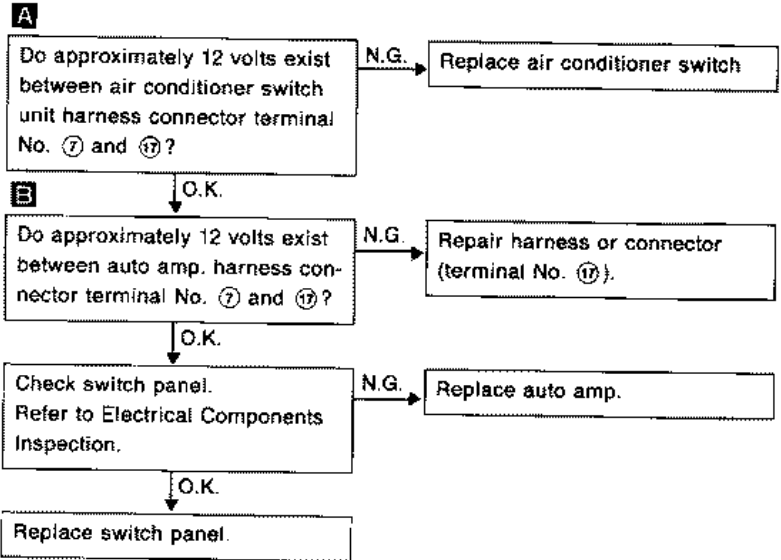 A
Do approximately 12 volts exist
between air conditioner switch
unit harness connector terminal
No. ⑦ and ⑰?
N.G.
Replace air conditioner switch
O.K.
B
Do approximately 12 volts exist
between auto amp. harness con-
nector terminal No. ⑦ and ⑰?
N.G.
Repair harness or connector
(terminal No. ⑰).
O.K.
Check switch panel.
Refer to Electrical Components
Inspection.
N.G.
Replace auto amp.
O.K.
Replace switch panel.